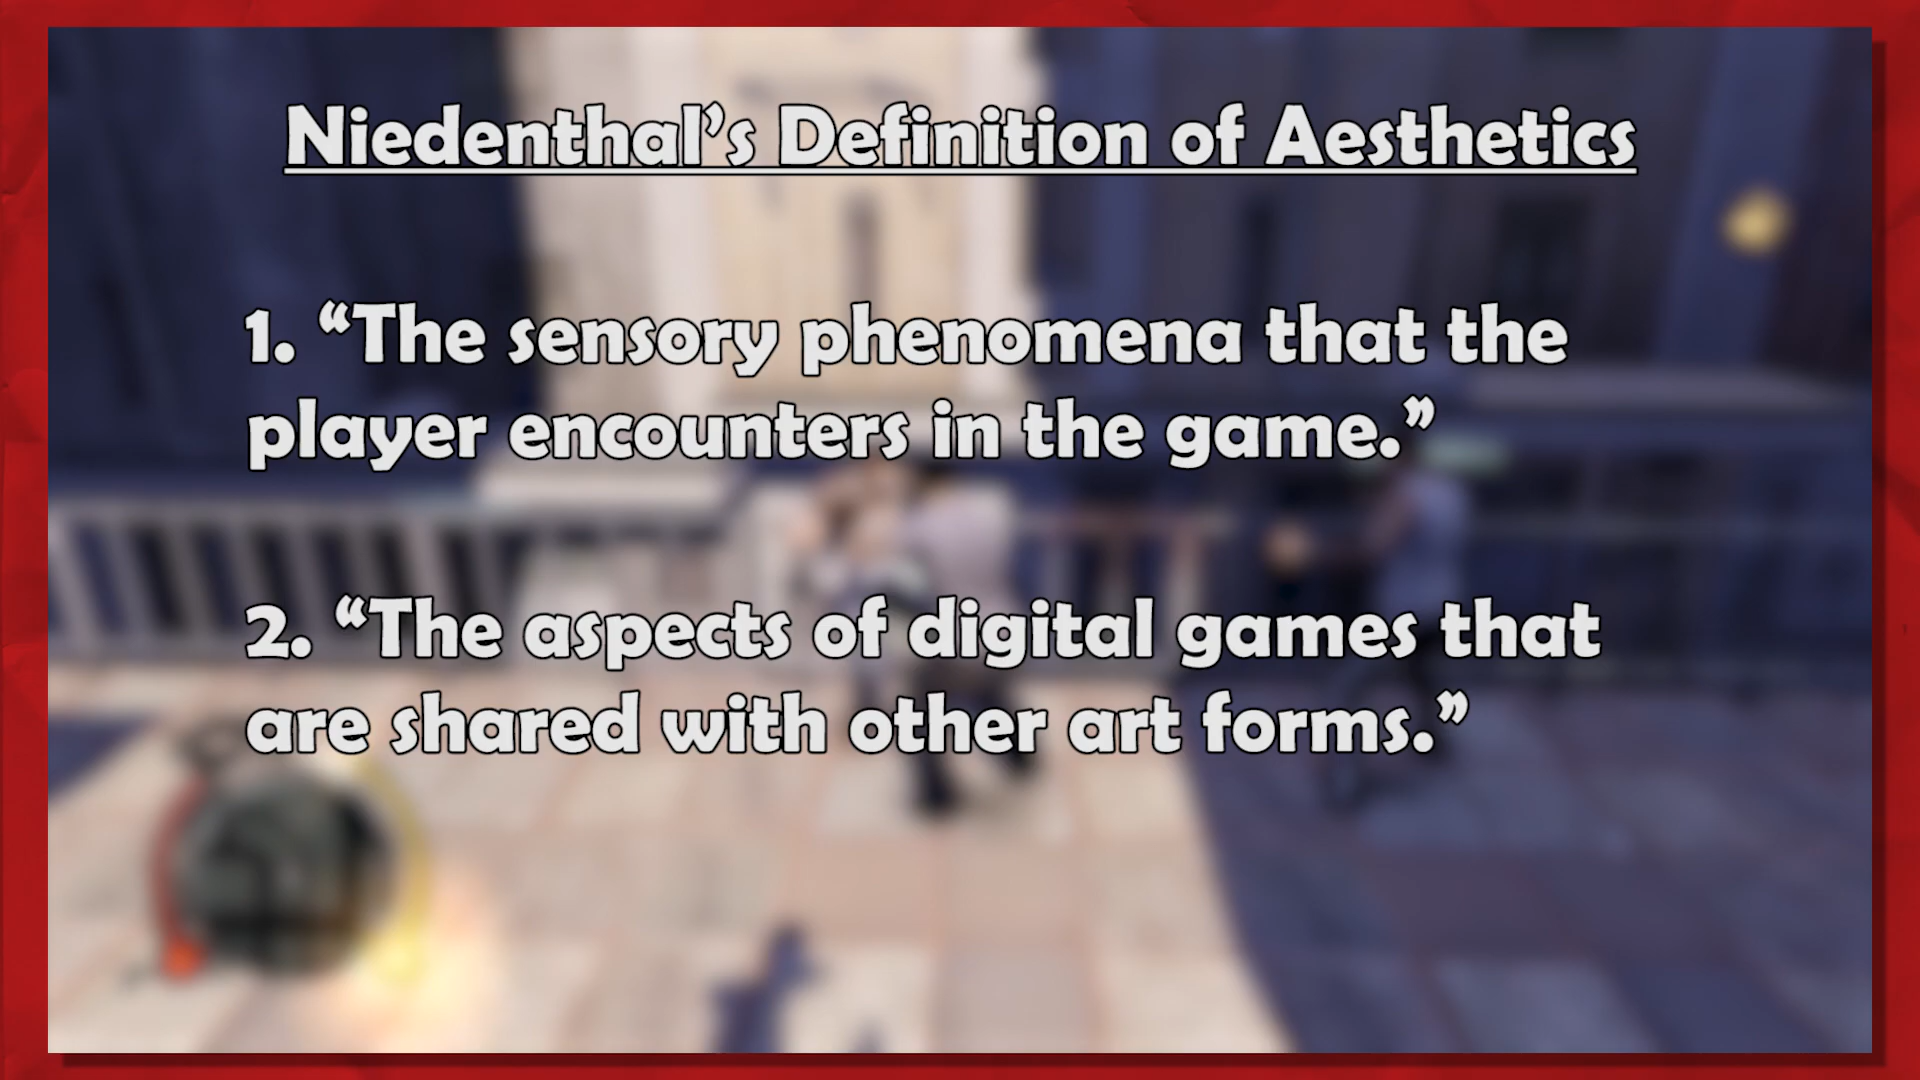 Niedenthal’s Definition of Aesthetics
1. “The sensory phenomena that the
player encounters in the game.”
2. “The aspects of digital games that
are shared with other art forms.”